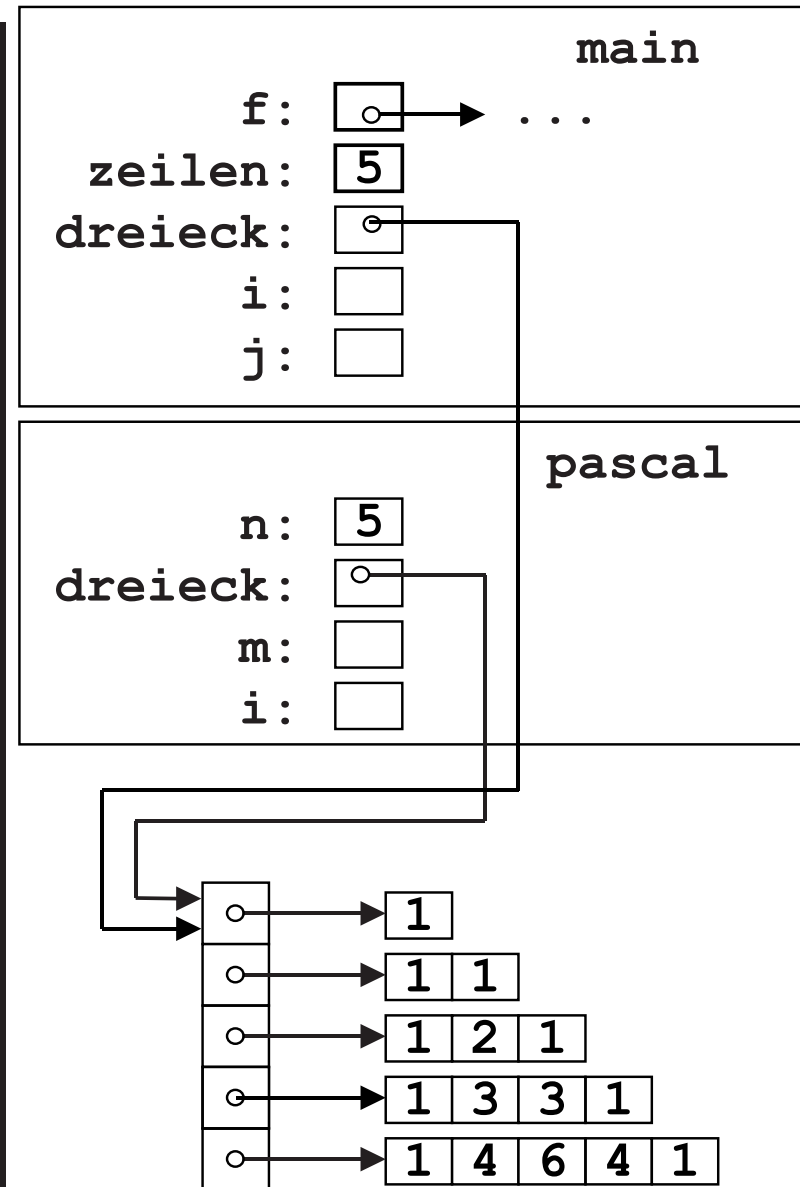 main
f: ...
zeilen: 5
dreieck:
i:
j:
pascal
n: 5
dreieck:
m:
i:
1
1 1
1 2 1
1 3 3 1
1 4 6 4 1